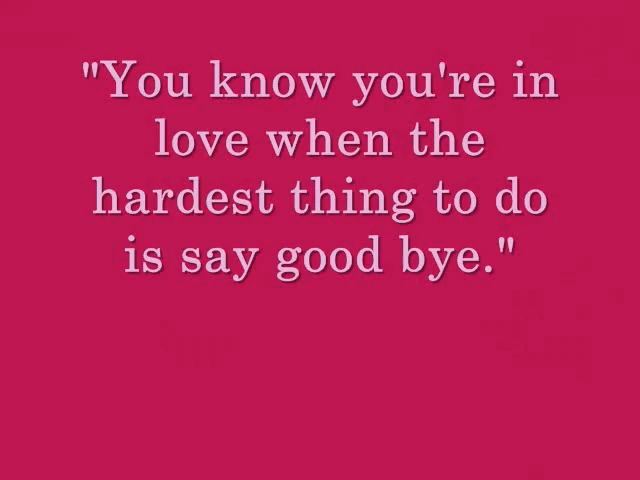 "You know you're in
love when the
hardest thing to do
is say good bye."